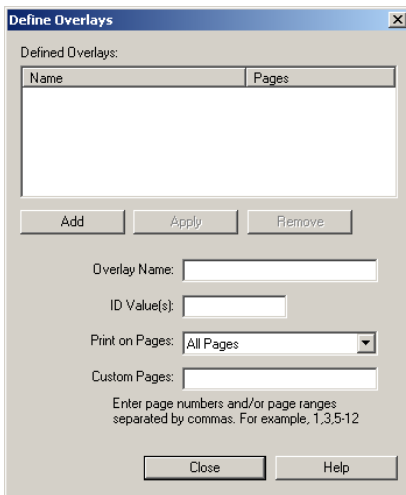 Define Overlays
Defined Overlays:
Name Pages
Add Apply Remove
Overlay Name:
ID Value(s):
Print on Pages: All Pages
Custom Pages:
Enter page numbers and/or page ranges
separated by commas. For example, 1,3,5-12
Close Help